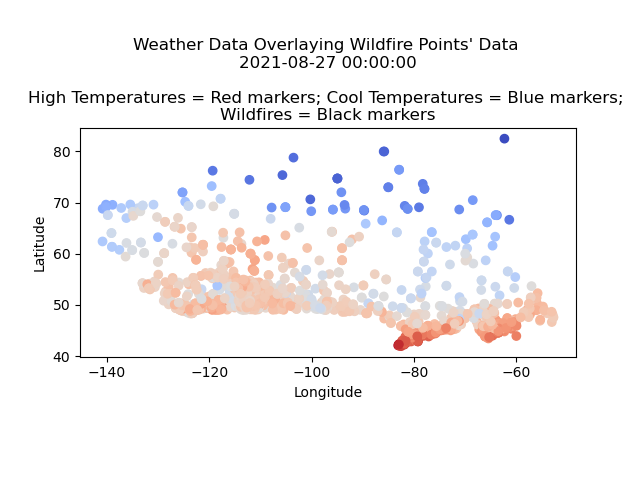 Weather Data Overlaying Wildfire Points' Data
2021-08-27 00:00:00
High Temperatures = Red markers; Cool Temperatures = Blue markers;
Wildfires = Black markers
80
70
60
50
40
Latitude
−140 −120 −100 −80 −60
Longitude